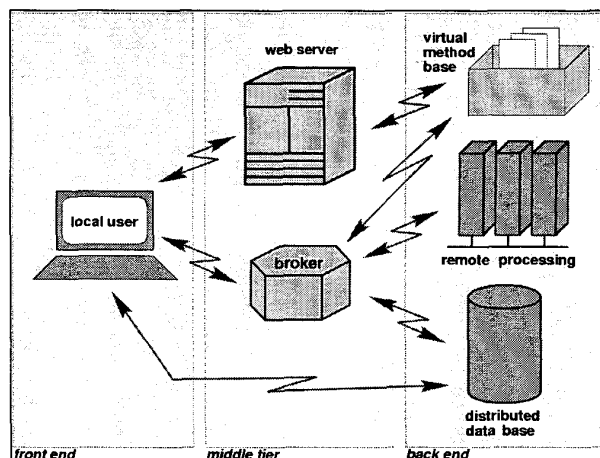 web server
virtual
method
base
local user
broker
remote processing
distributed
data base
front end
middle tier
back end